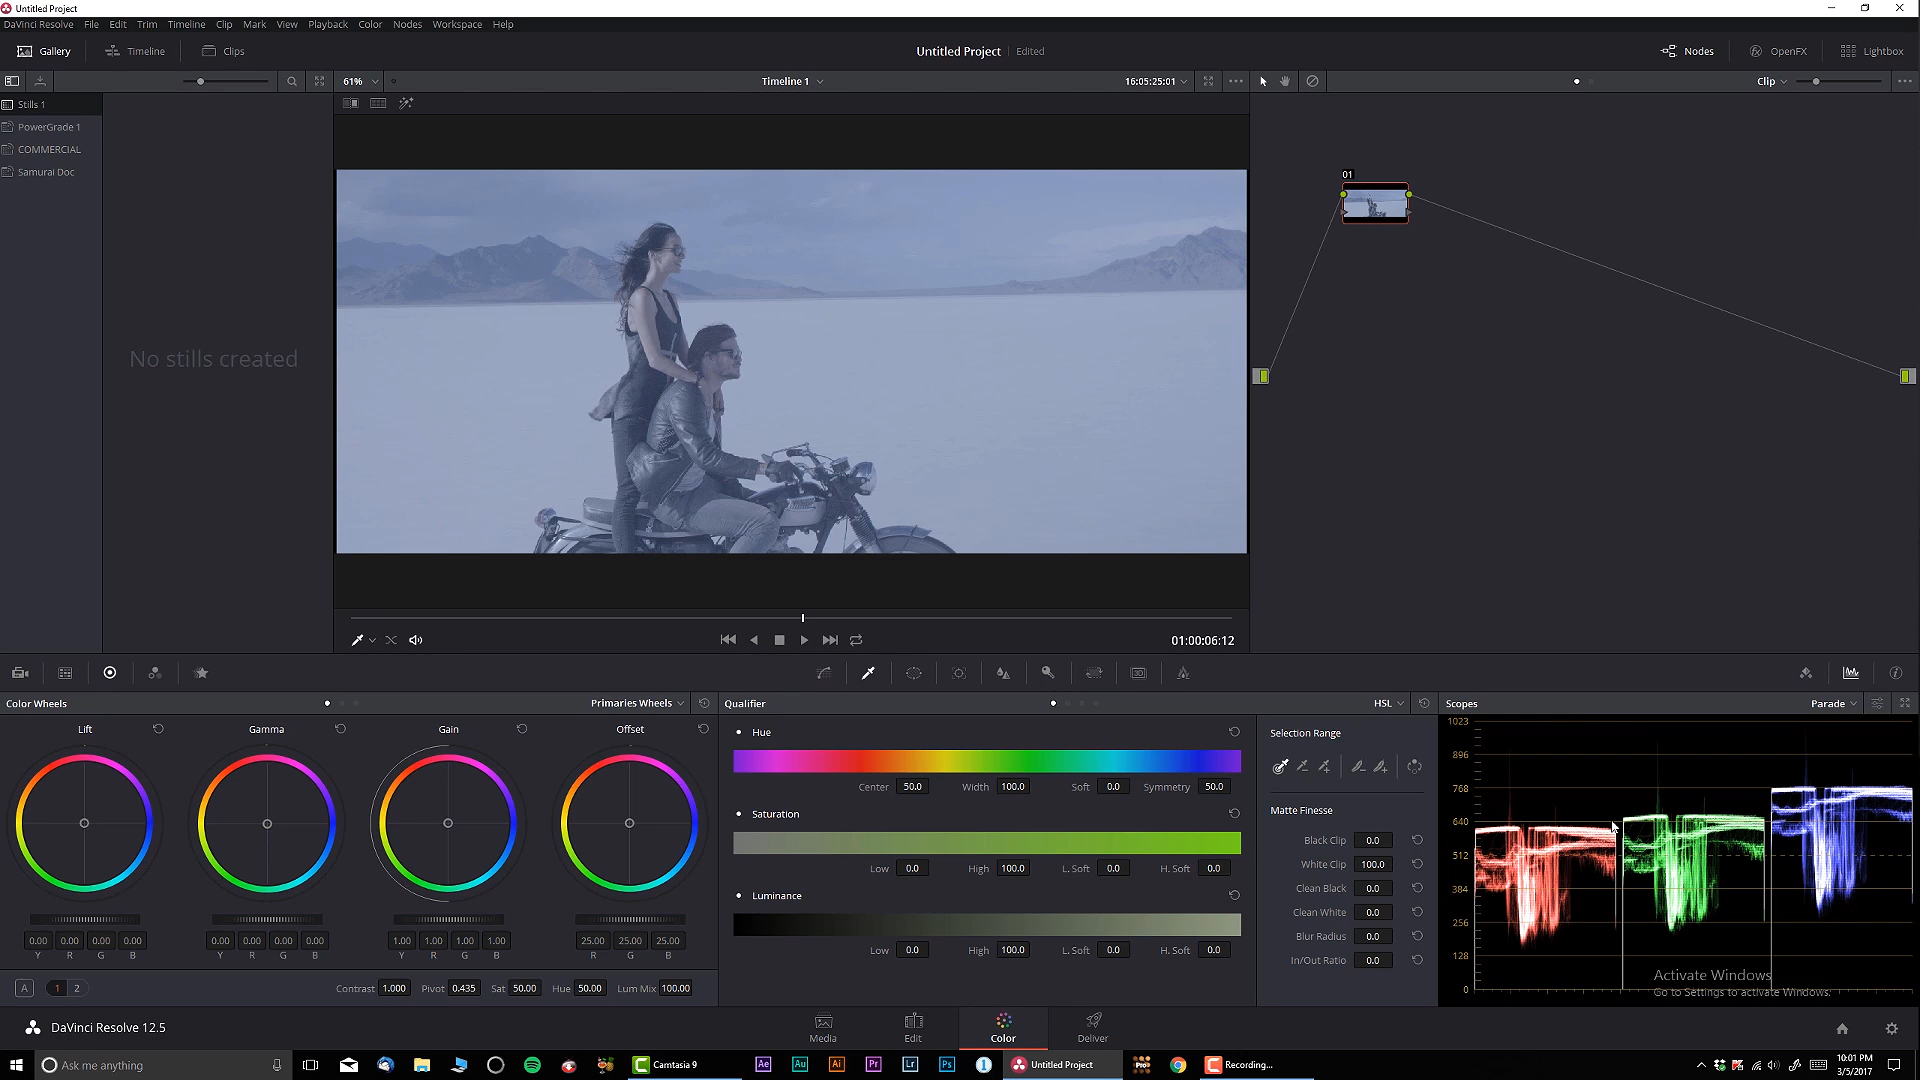 Untitled Project
DaVinci Resolve File Edit Trim Timeline Clip Mark View Playback Color Nodes Workspace Help
Gallery Timeline Clips Untitled Project Edited Nodes OpenFX Lightbox
61% Timeline 1 16:05:25:01 Clip
Stills 1
PowerGrade 1
COMMERCIAL
Samurai Doc
No stills created
01
01:00:06:12
Color Wheels Primaries Wheels Qualifier HSL Scopes Parade
Lift Gamma Gain Offset
0.00 0.00 0.00 0.00 0.00 0.00 0.00 0.00 1.00 1.00 1.00 1.00 25.00 25.00 25.00
Y R G B Y R G B Y R G B R G B
A 1 2 Contrast 1.000 Pivot 0.435 Sat 50.00 Hue 50.00 Lum Mix 100.00
Hue
Center 50.0 Width 100.0 Soft 0.0 Symmetry 50.0
Saturation
Low 0.0 High 100.0 L. Soft 0.0 H. Soft 0.0
Luminance
Low 0.0 High 100.0 L. Soft 0.0 H. Soft 0.0
Selection Range
Matte Finesse
Black Clip 0.0
White Clip 100.0
Clean Black 0.0
Clean White 0.0
Blur Radius 0.0
In/Out Ratio 0.0
1023
896
768
640
512
384
256
128
0
Activate Windows
Go to Settings to activate Windows.
DaVinci Resolve 12.5 Media Edit Color Deliver
Ask me anything Camtasia 9 Ae Au Ai Pr Lr Ps Untitled Project Recording... 10:01 PM
3/5/2017